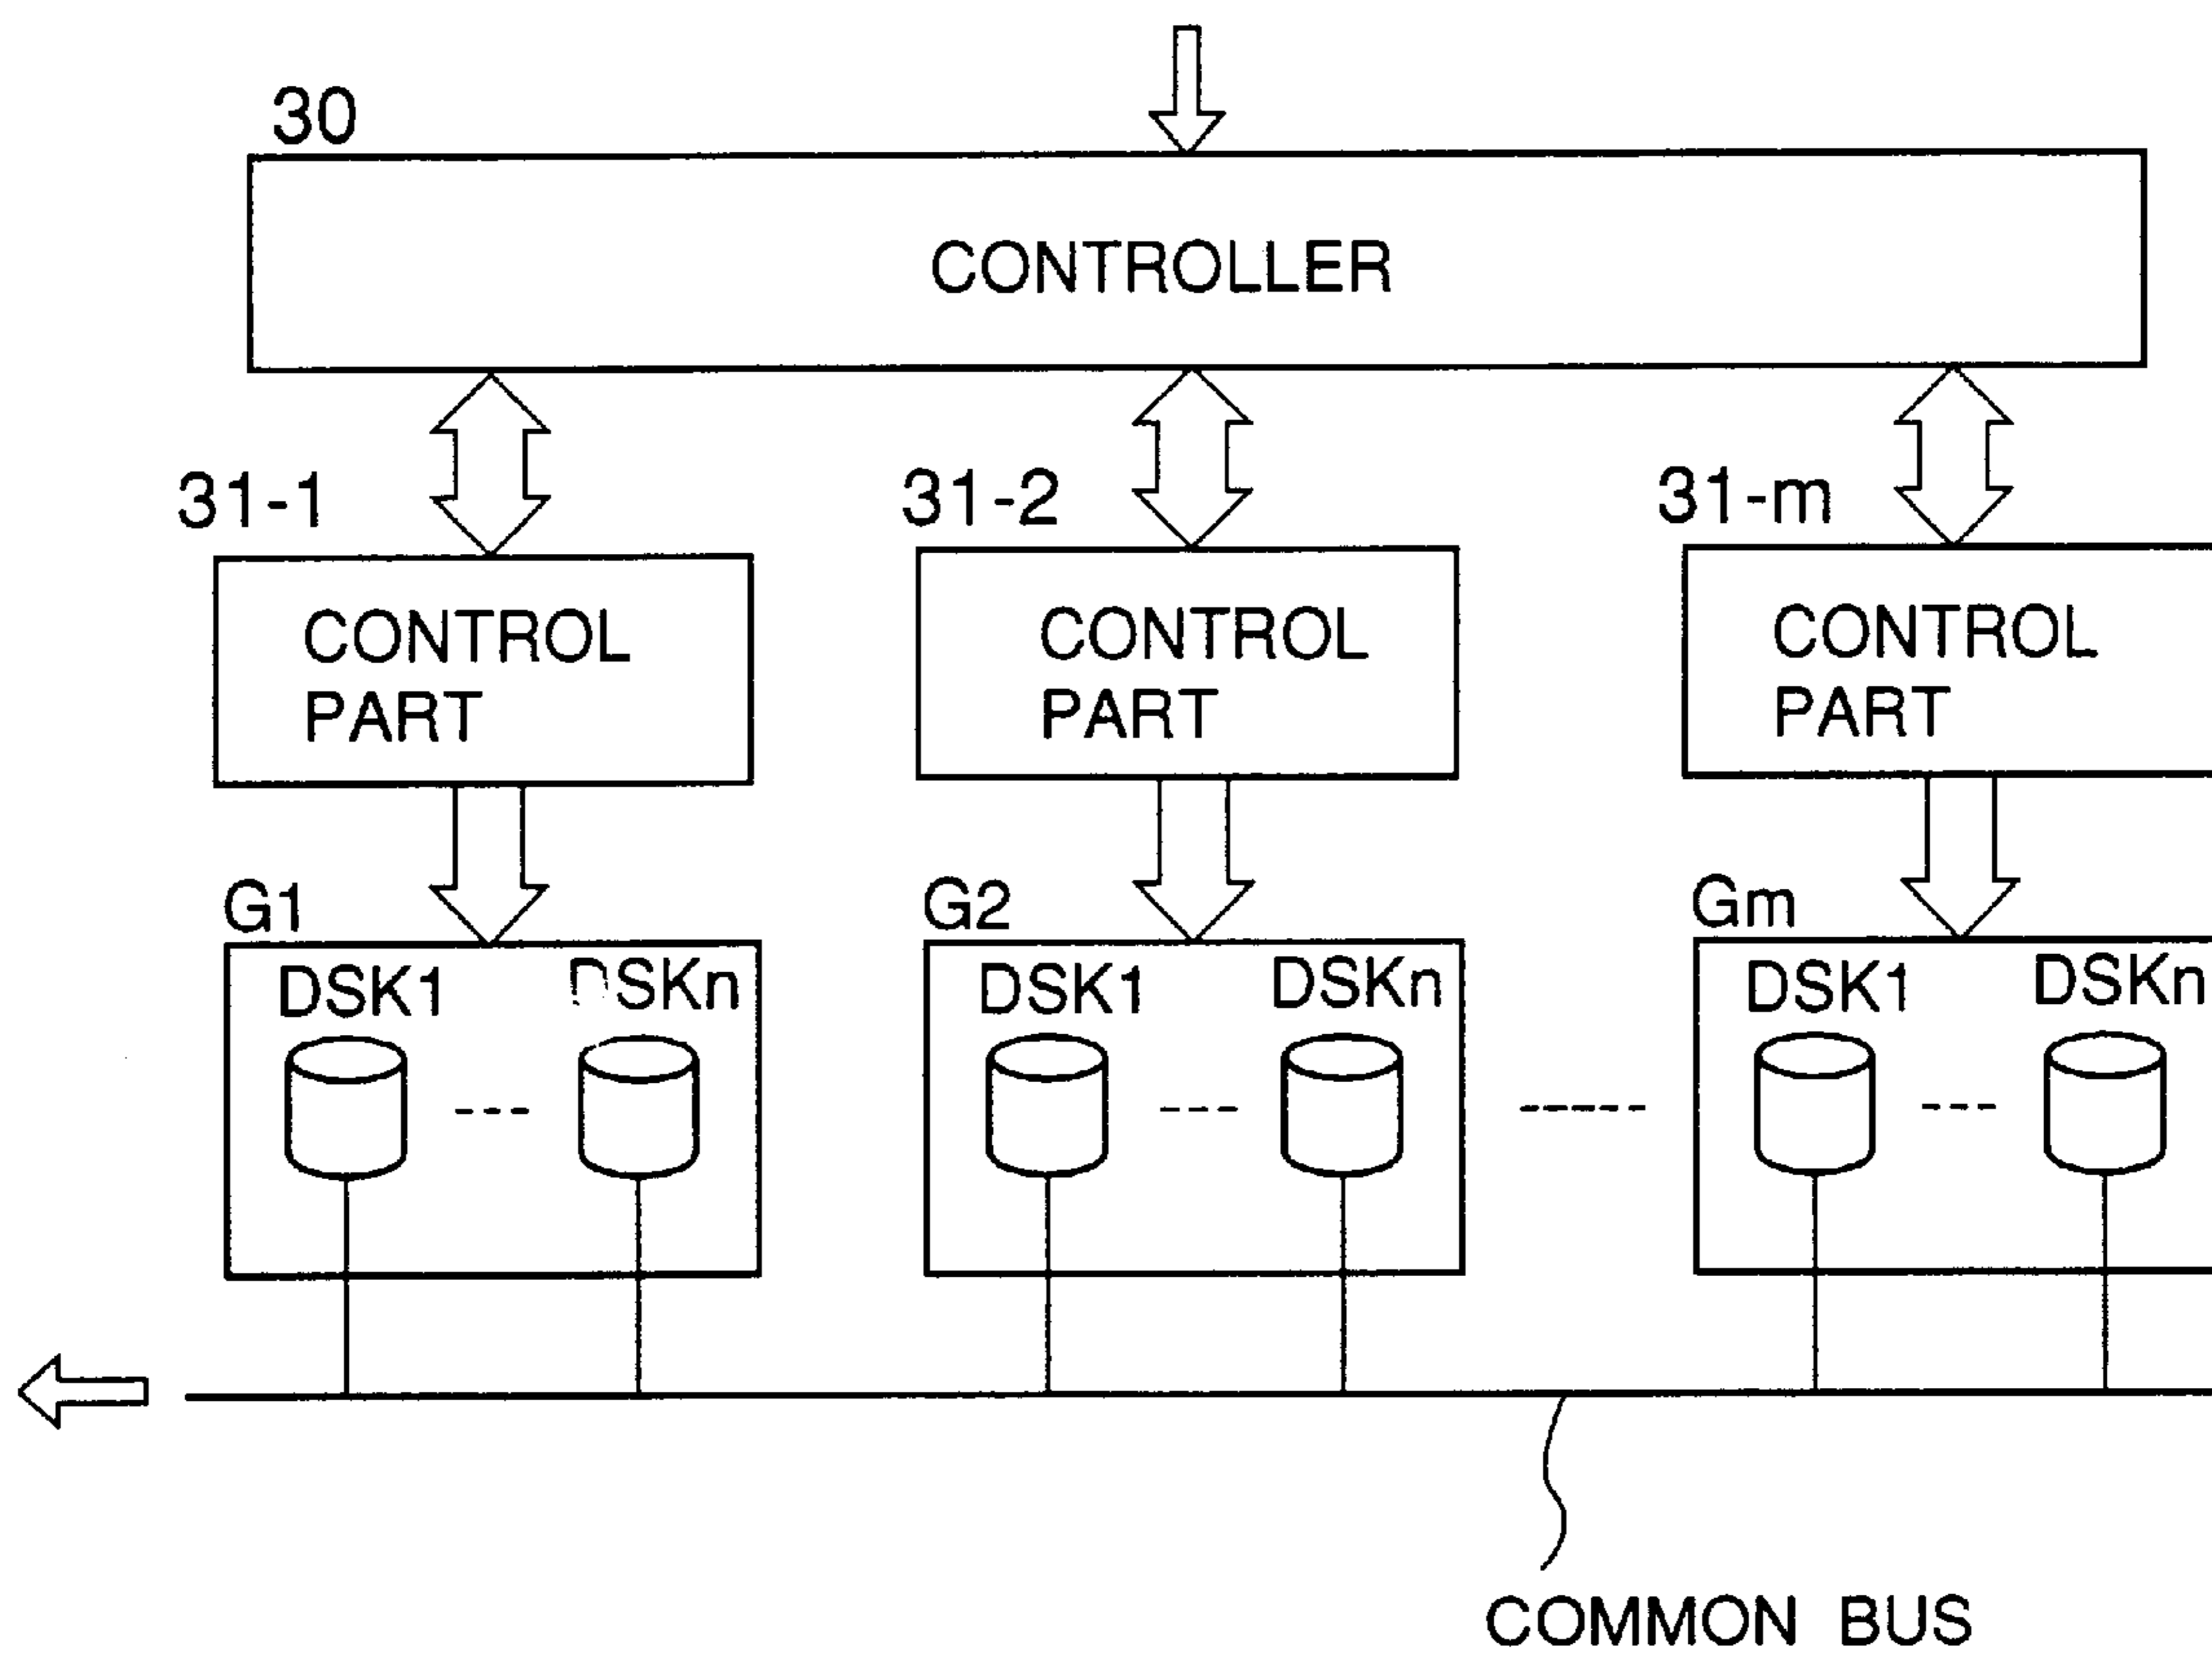 30
CONTROLLER
31-1
31-2
31-m
CONTROL
PART
CONTROL
PART
CONTROL
PART
G1
G2
Gm
DSK1
DSKn
DSK1
DSKn
DSK1
DSKn
COMMON BUS